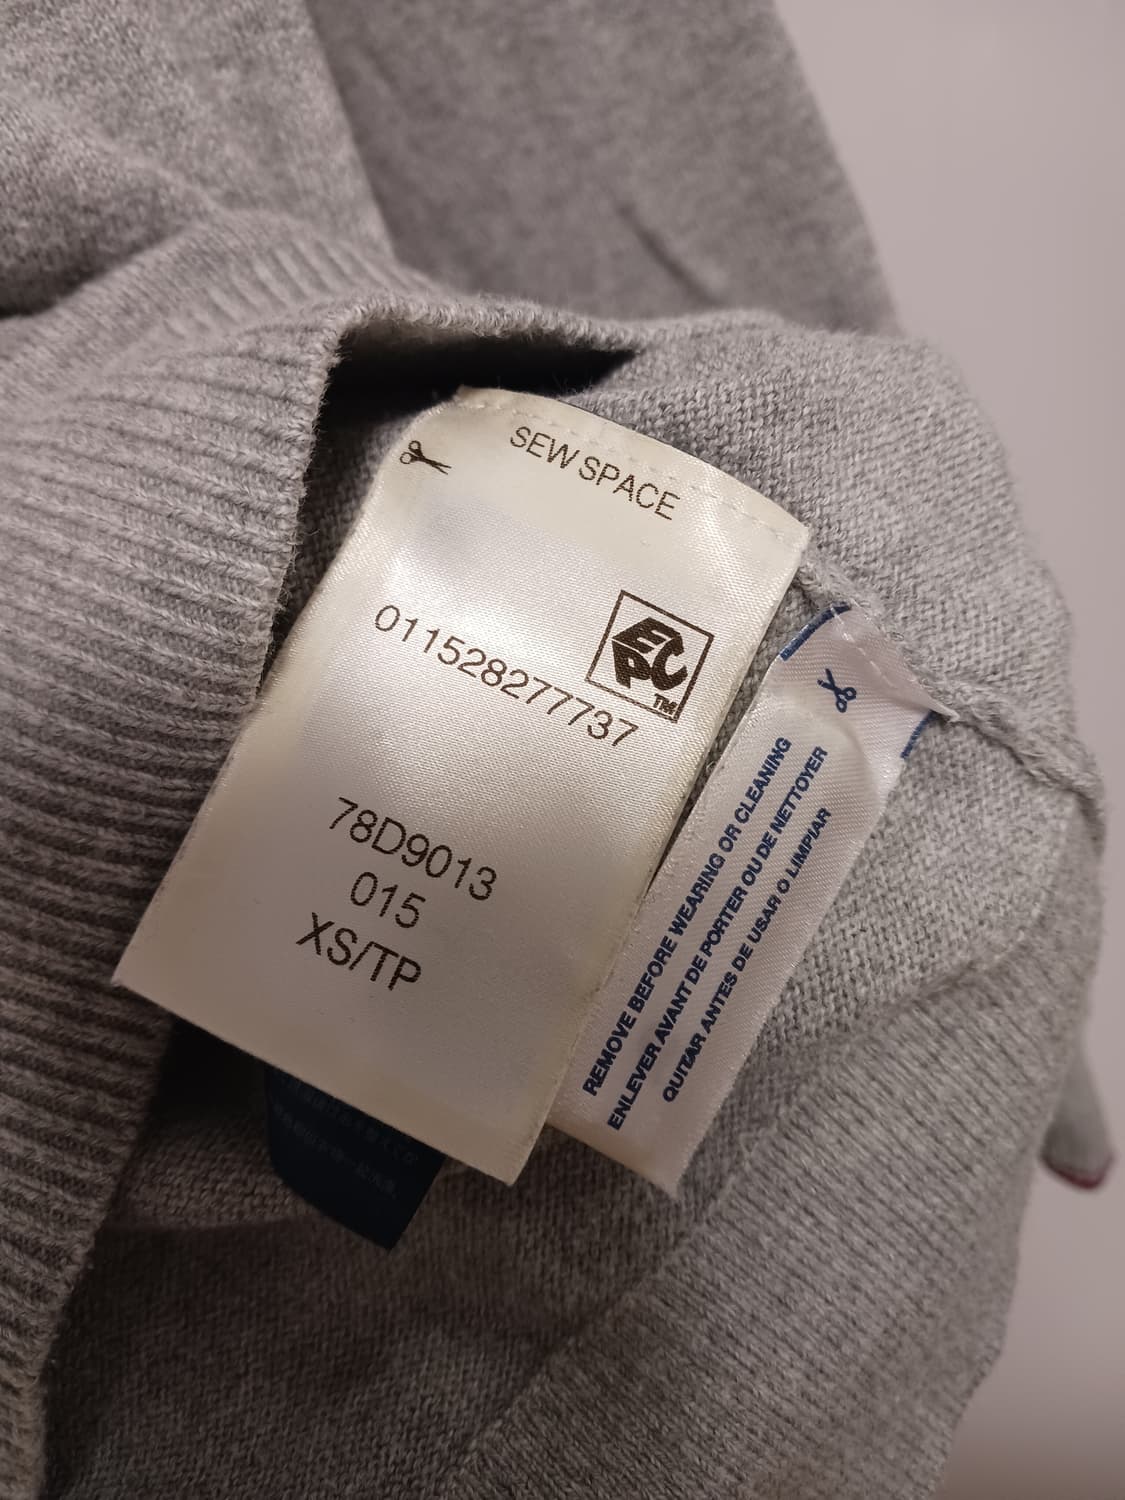 SEW SPACE
EPC
TM
011528277737
78D9013
015
XS/TP
REMOVE BEFORE WEARING OR CLEANING
ENLEVER AVANT DE PORTER OU DE NETTOYER
QUITAR ANTES DE USAR O LIMPIAR